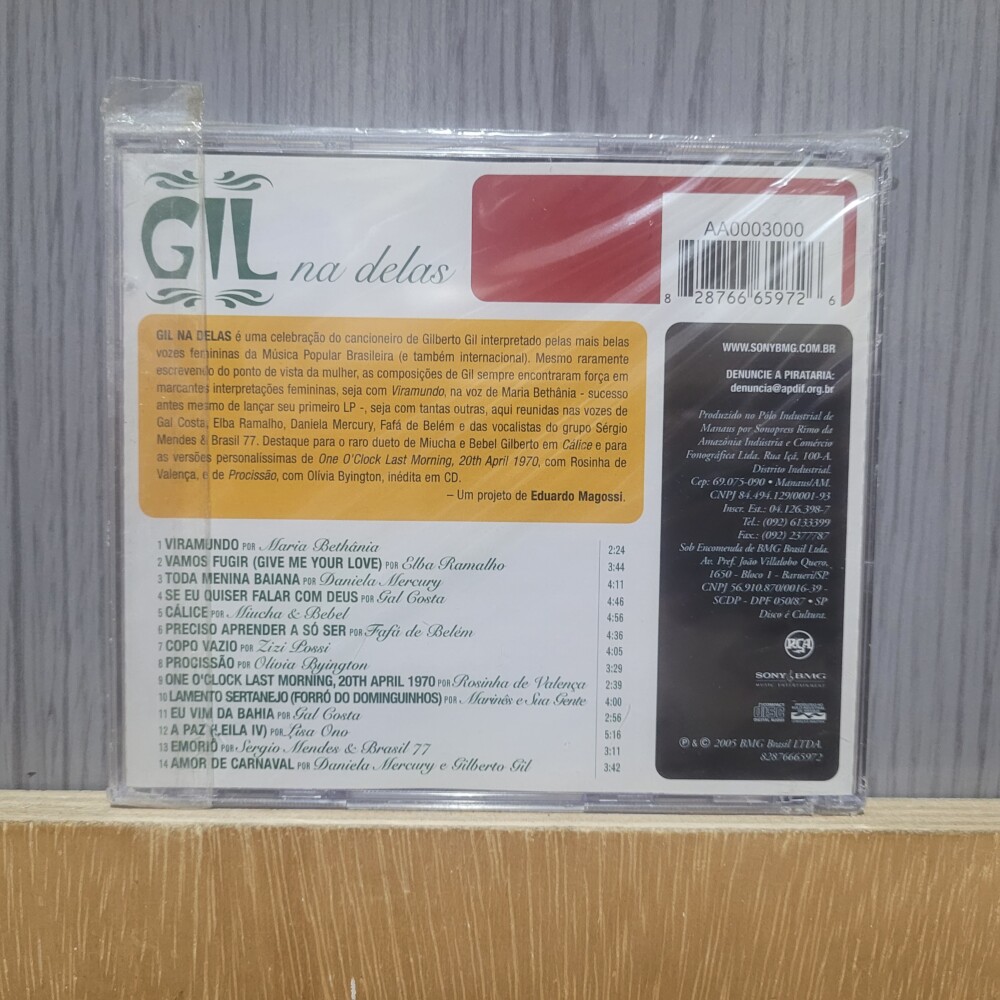 GIL na delas
AA0003000
8 28766 65972 6
GIL NA DELAS é uma celebração do cancioneiro de Gilberto Gil interpretado pelas mais belas
vozes femininas da Música Popular Brasileira (e também internacional). Mesmo raramente
escrevendo do ponto de vista da mulher, as composições de Gil sempre encontraram força em
marcantes interpretações femininas, seja com Viramundo, na voz de Maria Bethânia - sucesso
antes mesmo de lançar seu primeiro LP -, seja com tantas outras, aqui reunidas nas vozes de
Gal Costa, Elba Ramalho, Daniela Mercury, Fafá de Belém e das vocalistas do grupo Sérgio
Mendes & Brasil 77. Destaque para o raro dueto de Miucha e Bebel Gilberto em Cálice e para
as versões personalíssimas de One O'Clock Last Morning, 20th April 1970, com Rosinha de
Valença, e de Procissão, com Olívia Byington, inédita em CD.
– Um projeto de Eduardo Magossi.
1 VIRAMUNDO POR Maria Bethânia 2:24
2 VAMOS FUGIR (GIVE ME YOUR LOVE) POR Elba Ramalho 3:44
3 TODA MENINA BAIANA POR Daniela Mercury 4:11
4 SE EU QUISER FALAR COM DEUS POR Gal Costa 4:46
5 CÁLICE POR Miucha & Bebel 4:56
6 PRECISO APRENDER A SÓ SER POR Fafá de Belém 4:36
7 COPO VAZIO POR Zizi Possi 4:05
8 PROCISSÃO POR Olivia Byington 3:29
9 ONE O'CLOCK LAST MORNING, 20TH APRIL 1970 POR Rosinha de Valença 2:39
10 LAMENTO SERTANEJO (FORRÓ DO DOMINGUINHOS) POR Marinês e Sua Gente 4:00
11 EU VIM DA BAHIA POR Gal Costa 2:56
12 A PAZ (LEILA IV) POR Lisa Ono 5:16
13 EMORIÔ POR Sergio Mendes & Brasil 77 3:11
14 AMOR DE CARNAVAL POR Daniela Mercury e Gilberto Gil 3:42
WWW.SONYBMG.COM.BR
DENUNCIE A PIRATARIA:
denuncia@apdif.org.br
Produzido no Pólo Industrial de
Manaus por Sonopress Rimo da
Amazônia Indústria e Comércio
Fotográfica Ltda. Rua Içá, 100-A.
Distrito Industrial.
Cep: 69.075-090 • Manaus/AM.
CNPJ 84.494.129/0001-93
Inscr. Est.: 04.126.398-7
Tel.: (092) 6133399
Fax.: (092) 2377787
Sob Encomenda de BMG Brasil Ltda.
Av. Pref. João Villalobo Quero,
1650 - Bloco I - Barueri/SP.
CNPJ 56.910.870/0016-39 -
SCDP - DPF 050/87 • SP
Disco é Cultura.
RCA
SONY BMG
MUSIC ENTERTAINMENT
DIGITAL AUDIO
℗ & © 2005 BMG Brasil LTDA.
82876665972